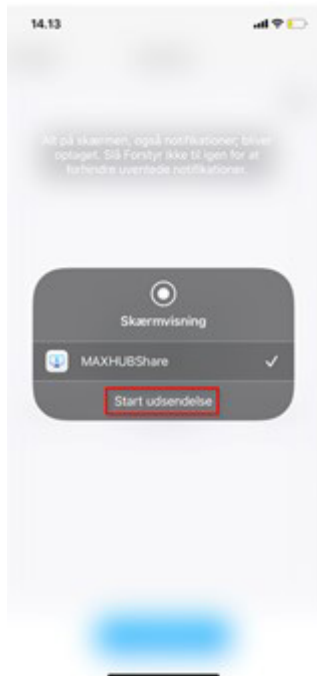 14.13
Alt på skærmen, også notifikationer, bliver
optaget. Slå Forstyr ikke til igen for at
forhindre uventede notifikationer.
Skærmvisning
MAXHUBShare
Start udsendelse